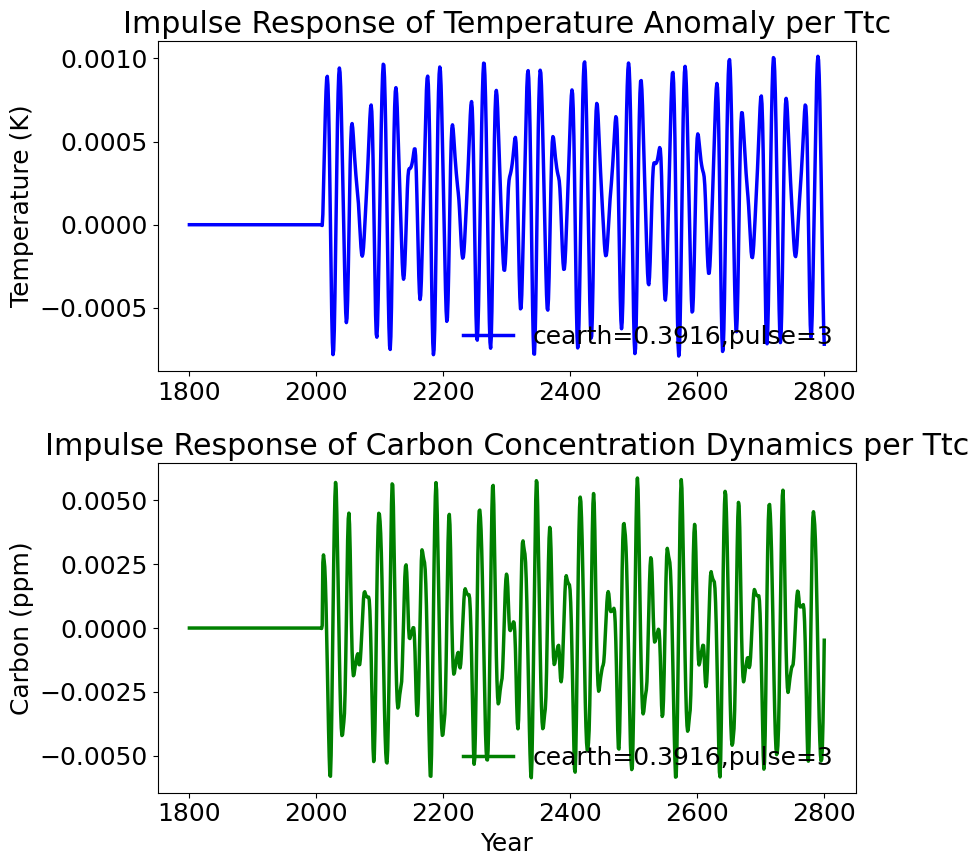 Impulse Response of Temperature Anomaly per Ttc
Temperature (K)
0.0010
0.0005
0.0000
−0.0005
cearth=0.3916,pulse=3
1800 2000 2200 2400 2600 2800
Impulse Response of Carbon Concentration Dynamics per Ttc
Carbon (ppm)
0.0050
0.0025
0.0000
−0.0025
−0.0050
cearth=0.3916,pulse=3
1800 2000 2200 2400 2600 2800
Year